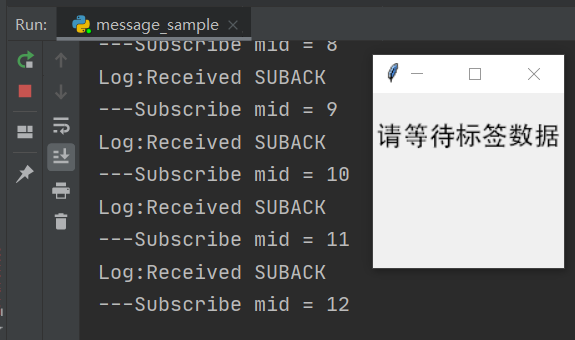 Run: message_sample
---Subscribe mid = 8
Log:Received SUBACK
---Subscribe mid = 9
Log:Received SUBACK
---Subscribe mid = 10
Log:Received SUBACK
---Subscribe mid = 11
Log:Received SUBACK
---Subscribe mid = 12
请等待标签数据